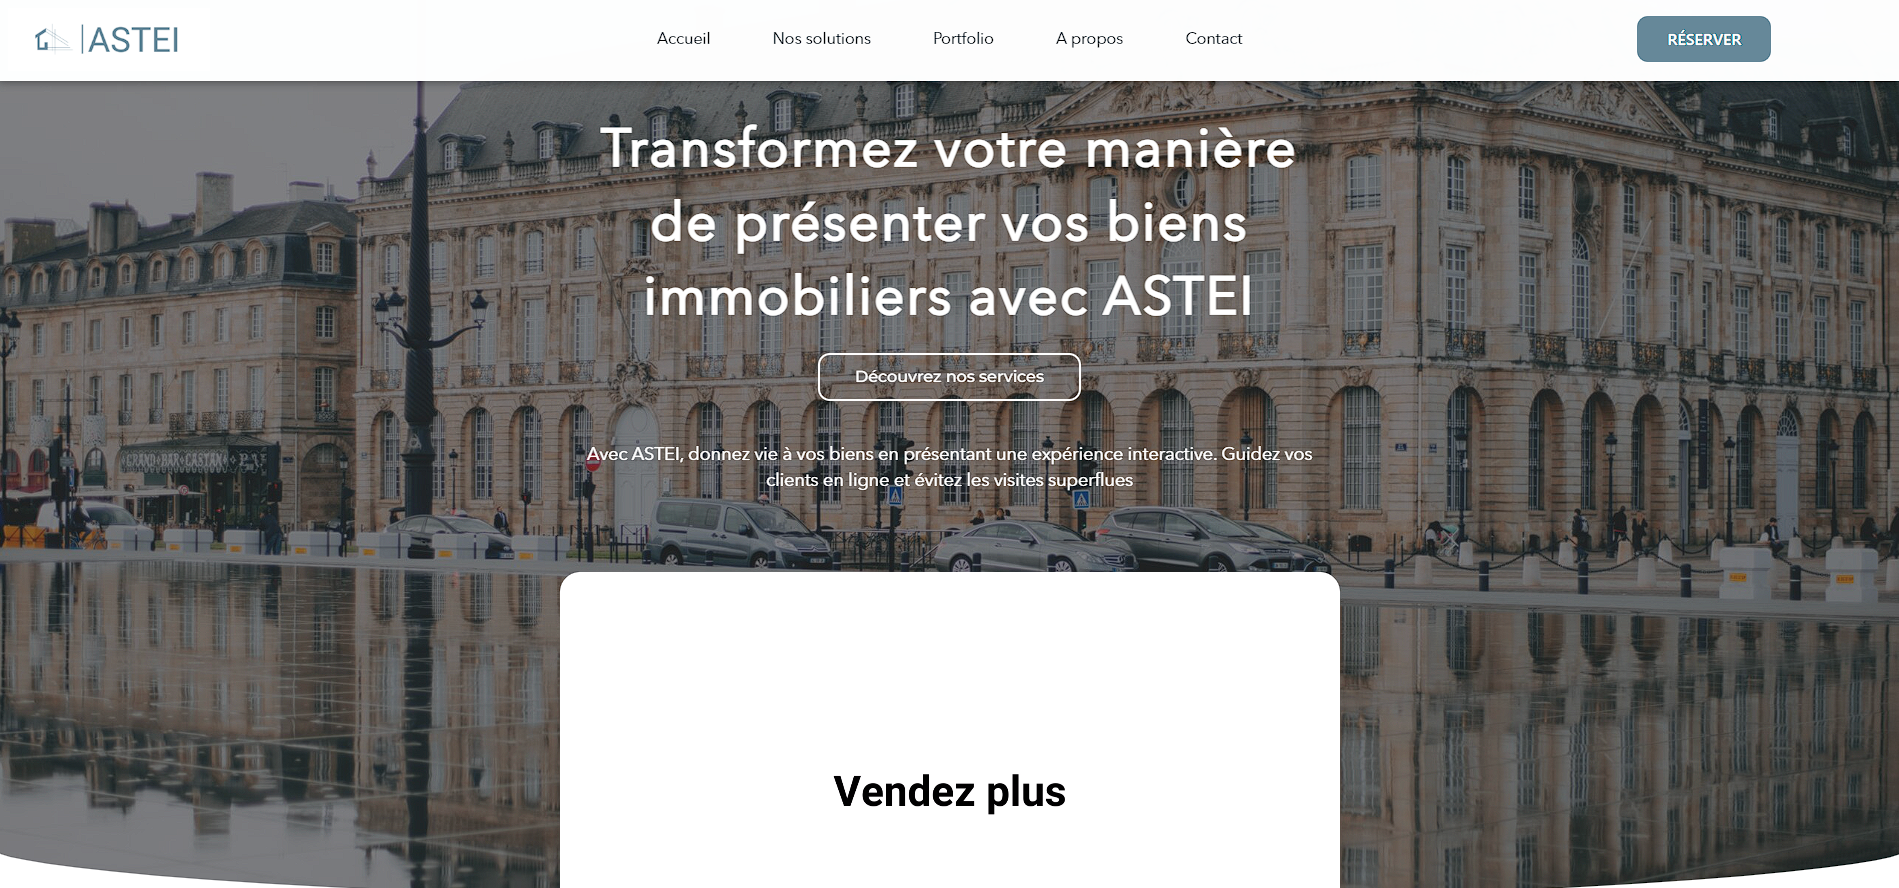 ASTEI
Accueil
Nos solutions
Portfolio
A propos
Contact
RÉSERVER
Transformez votre manière
de présenter vos biens
immobiliers avec ASTEI
Découvrez nos services
Avec ASTEI, donnez vie à vos biens en présentant une expérience interactive. Guidez vos
clients en ligne et évitez les visites superflues
GRAND BAR CASTAN
Vendez plus